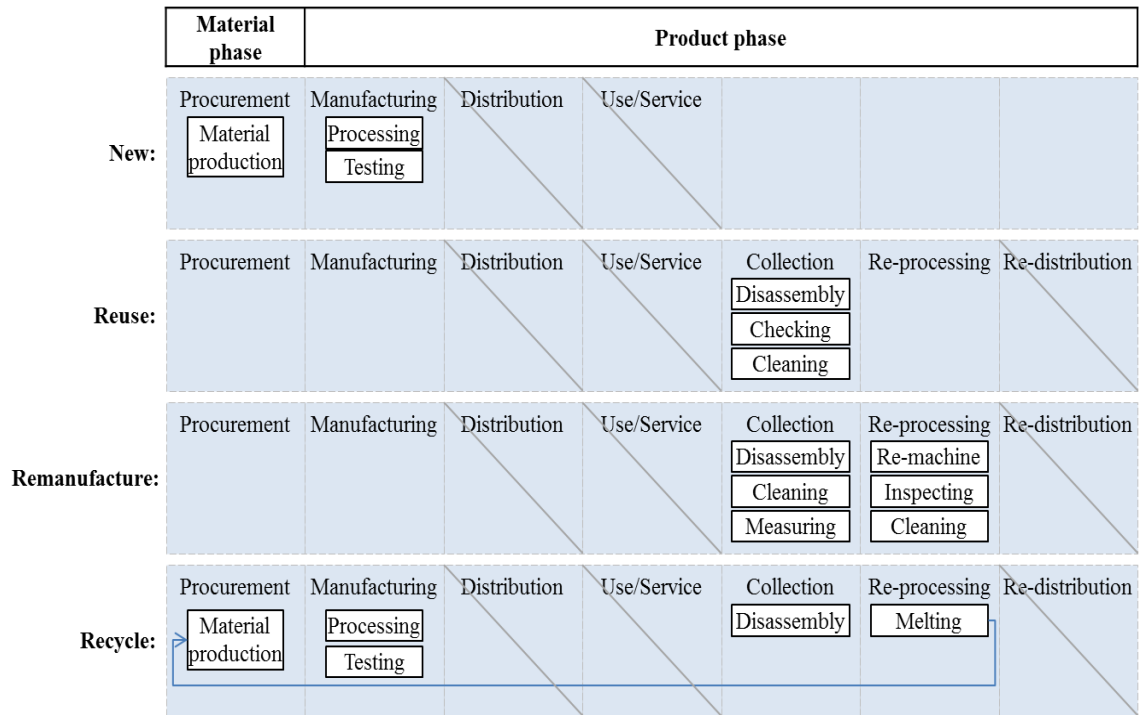 Material phase
Product phase
New:
Procurement Manufacturing Distribution Use/Service
Material production
Processing
Testing
Reuse:
Procurement Manufacturing Distribution Use/Service Collection Re-processing Re-distribution
Disassembly
Checking
Cleaning
Remanufacture:
Procurement Manufacturing Distribution Use/Service Collection Re-processing Re-distribution
Disassembly Re-machine
Cleaning Inspecting
Measuring Cleaning
Recycle:
Procurement Manufacturing Distribution Use/Service Collection Re-processing Re-distribution
Material production
Processing
Testing
Disassembly
Melting